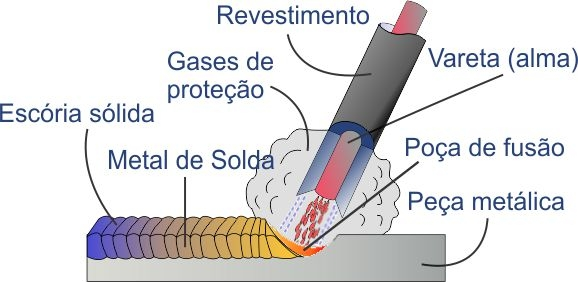 Revestimento
Gases de
proteção
Vareta (alma)
Escória sólida
Metal de Solda
Poça de fusão
Peça metálica